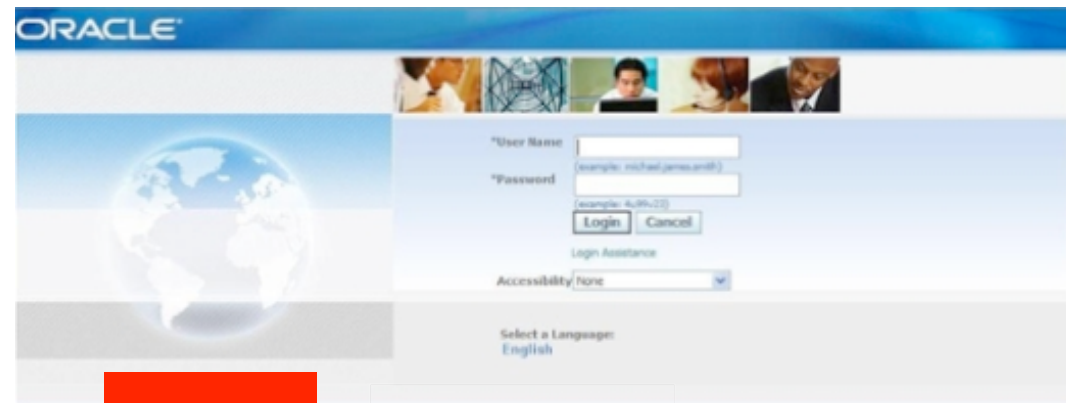 ORACLE
*User Name
(example: michael.james.smith)
*Password
(example: 4u99v23)
Login Cancel
Login Assistance
Accessibility None
Select a Language:
English